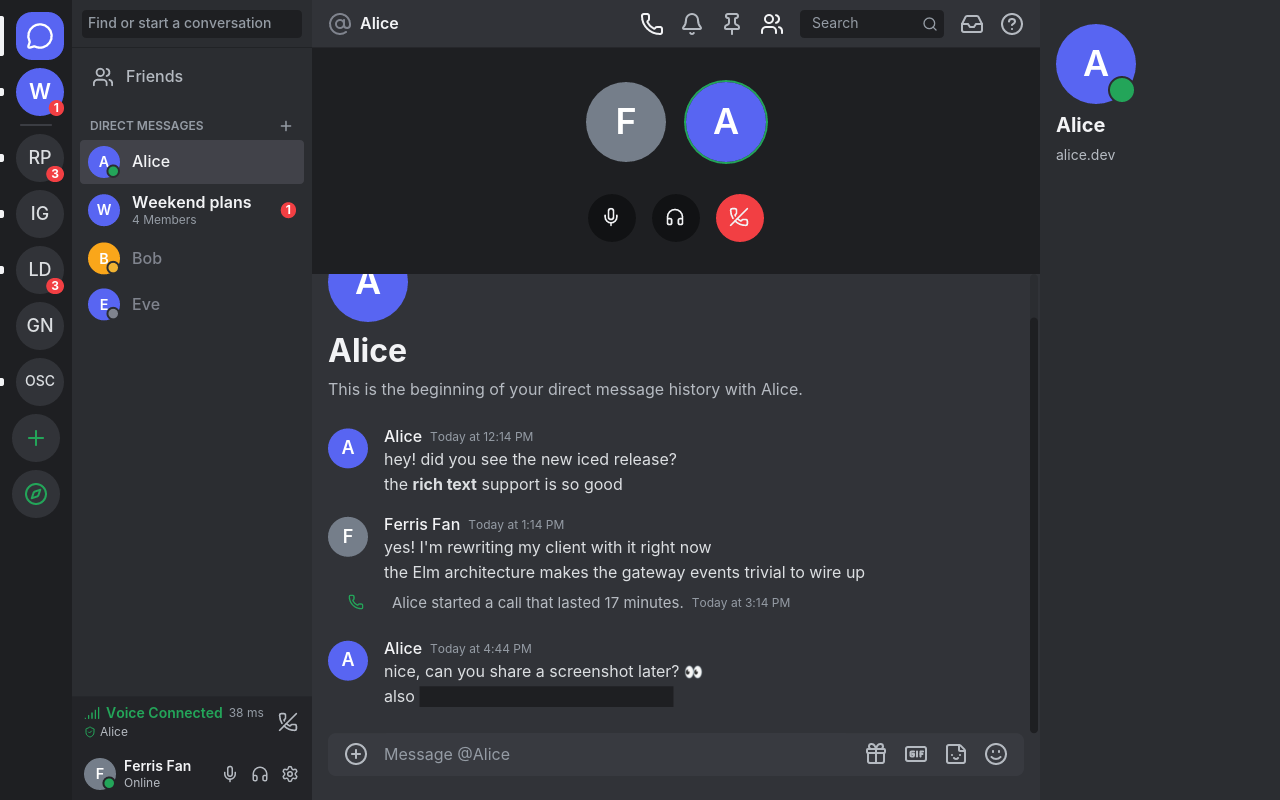 Find or start a conversation
W
1
RP
3
IG
LD
3
GN
OSC
Friends
DIRECT MESSAGES
A
Alice
W
Weekend plans
4 Members
1
B
Bob
E
Eve
Voice Connected 38 ms
Alice
F
Ferris Fan
Online
Alice
Search
F
A
A
Alice
This is the beginning of your direct message history with Alice.
A
Alice Today at 12:14 PM
hey! did you see the new iced release?
the rich text support is so good
F
Ferris Fan Today at 1:14 PM
yes! I'm rewriting my client with it right now
the Elm architecture makes the gateway events trivial to wire up
Alice started a call that lasted 17 minutes. Today at 3:14 PM
A
Alice Today at 4:44 PM
nice, can you share a screenshot later? 👀
also
Message @Alice
GIF
A
Alice
alice.dev